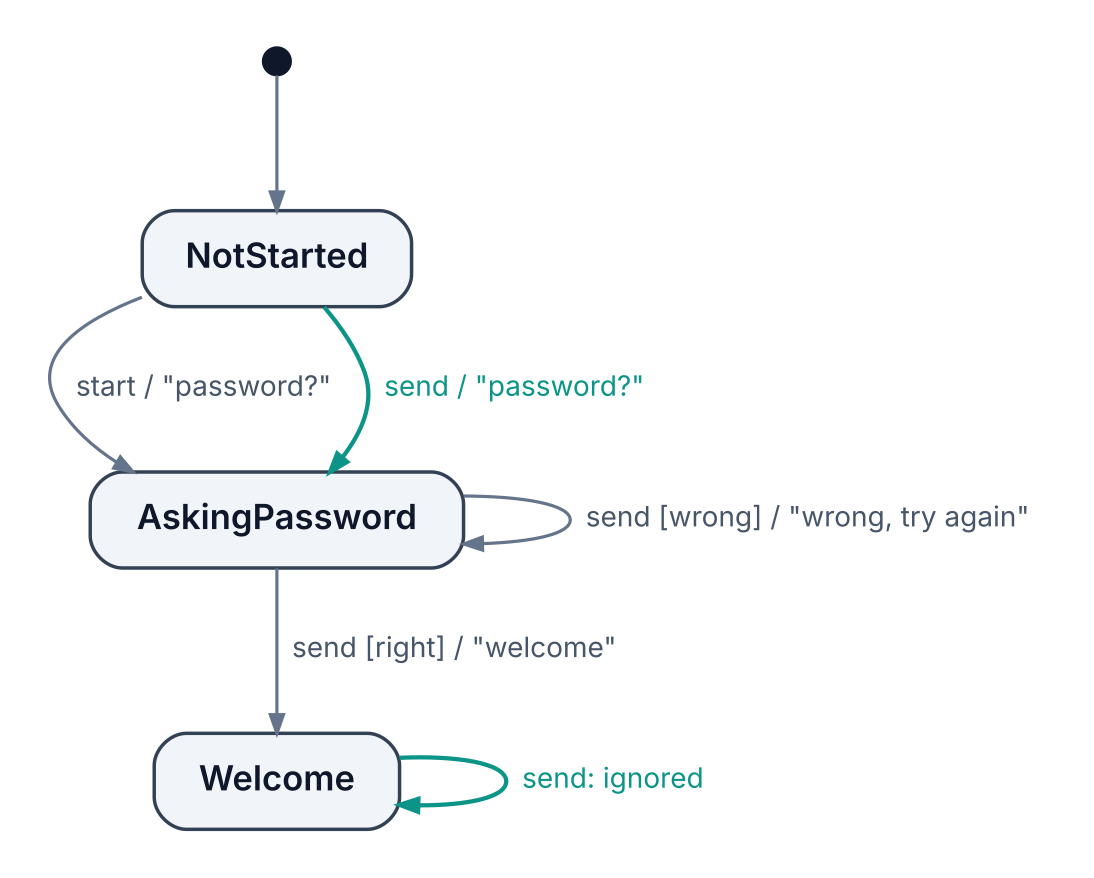 NotStarted
start / "password?"
send / "password?"
AskingPassword
send [wrong] / "wrong, try again"
send [right] / "welcome"
Welcome
send: ignored